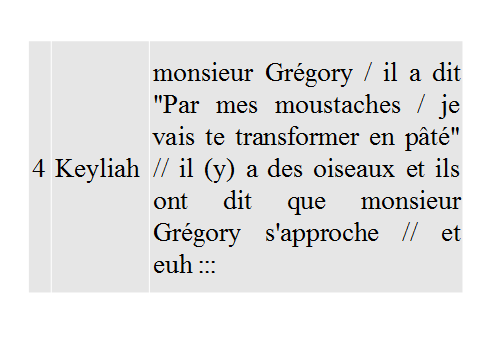 monsieur Grégory / il a dit
"Par mes moustaches / je
vais te transformer en pâté"
4 Keyliah // il (y) a des oiseaux et ils
ont dit que monsieur
Grégory s'approche // et
euh :::